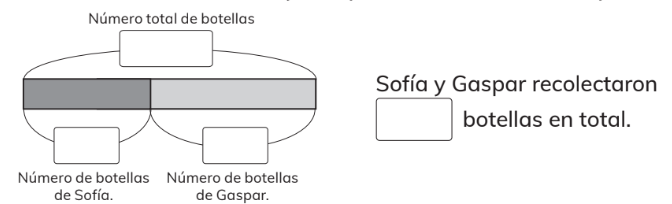 Número total de botellas
Sofía y Gaspar recolectaron
botellas en total.
Número de botellas
de Sofía.
Número de botellas
de Gaspar.